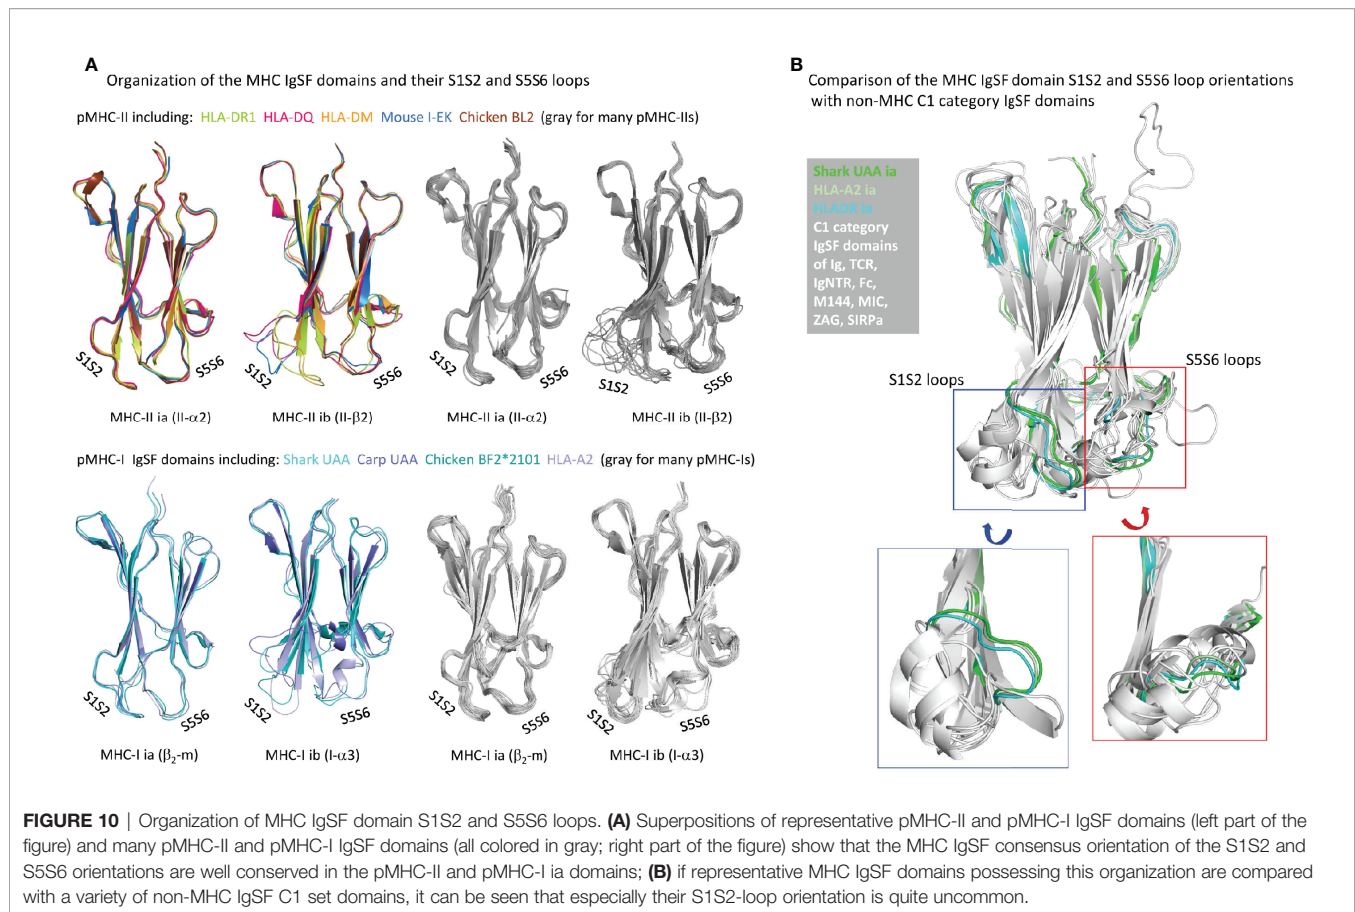 A
Organization of the MHC IgSF domains and their S1S2 and S5S6 loops
pMHC-II including: HLA-DR1 HLA-DQ HLA-DM Mouse I-EK Chicken BL2 (gray for many pMHC-IIs)
S1S2
S5S6
S1S2
S5S6
S1S2
S5S6
S1S2
S5S6
MHC-II ia (II-α2)
MHC-II ib (II-β2)
MHC-II ia (II-α2)
MHC-II ib (II-β2)
pMHC-I IgSF domains including: Shark UAA Carp UAA Chicken BF2*2101 HLA-A2 (gray for many pMHC-Is)
S1S2
S5S6
S1S2
S5S6
S1S2
S5S6
S1S2
S5S6
MHC-I ia (β₂-m)
MHC-I ib (I-α3)
MHC-I ia (β₂-m)
MHC-I ib (I-α3)
B
Comparison of the MHC IgSF domain S1S2 and S5S6 loop orientations
with non-MHC C1 category IgSF domains
Shark UAA ia
HLA-A2 ia
HLADR ia
C1 category
IgSF domains
of Ig, TCR,
IgNTR, Fc,
M144, MIC,
ZAG, SIRPa
S1S2 loops
S5S6 loops
FIGURE 10 | Organization of MHC IgSF domain S1S2 and S5S6 loops. (A) Superpositions of representative pMHC-II and pMHC-I IgSF domains (left part of the
figure) and many pMHC-II and pMHC-I IgSF domains (all colored in gray; right part of the figure) show that the MHC IgSF consensus orientation of the S1S2 and
S5S6 orientations are well conserved in the pMHC-II and pMHC-I ia domains; (B) if representative MHC IgSF domains possessing this organization are compared
with a variety of non-MHC IgSF C1 set domains, it can be seen that especially their S1S2-loop orientation is quite uncommon.